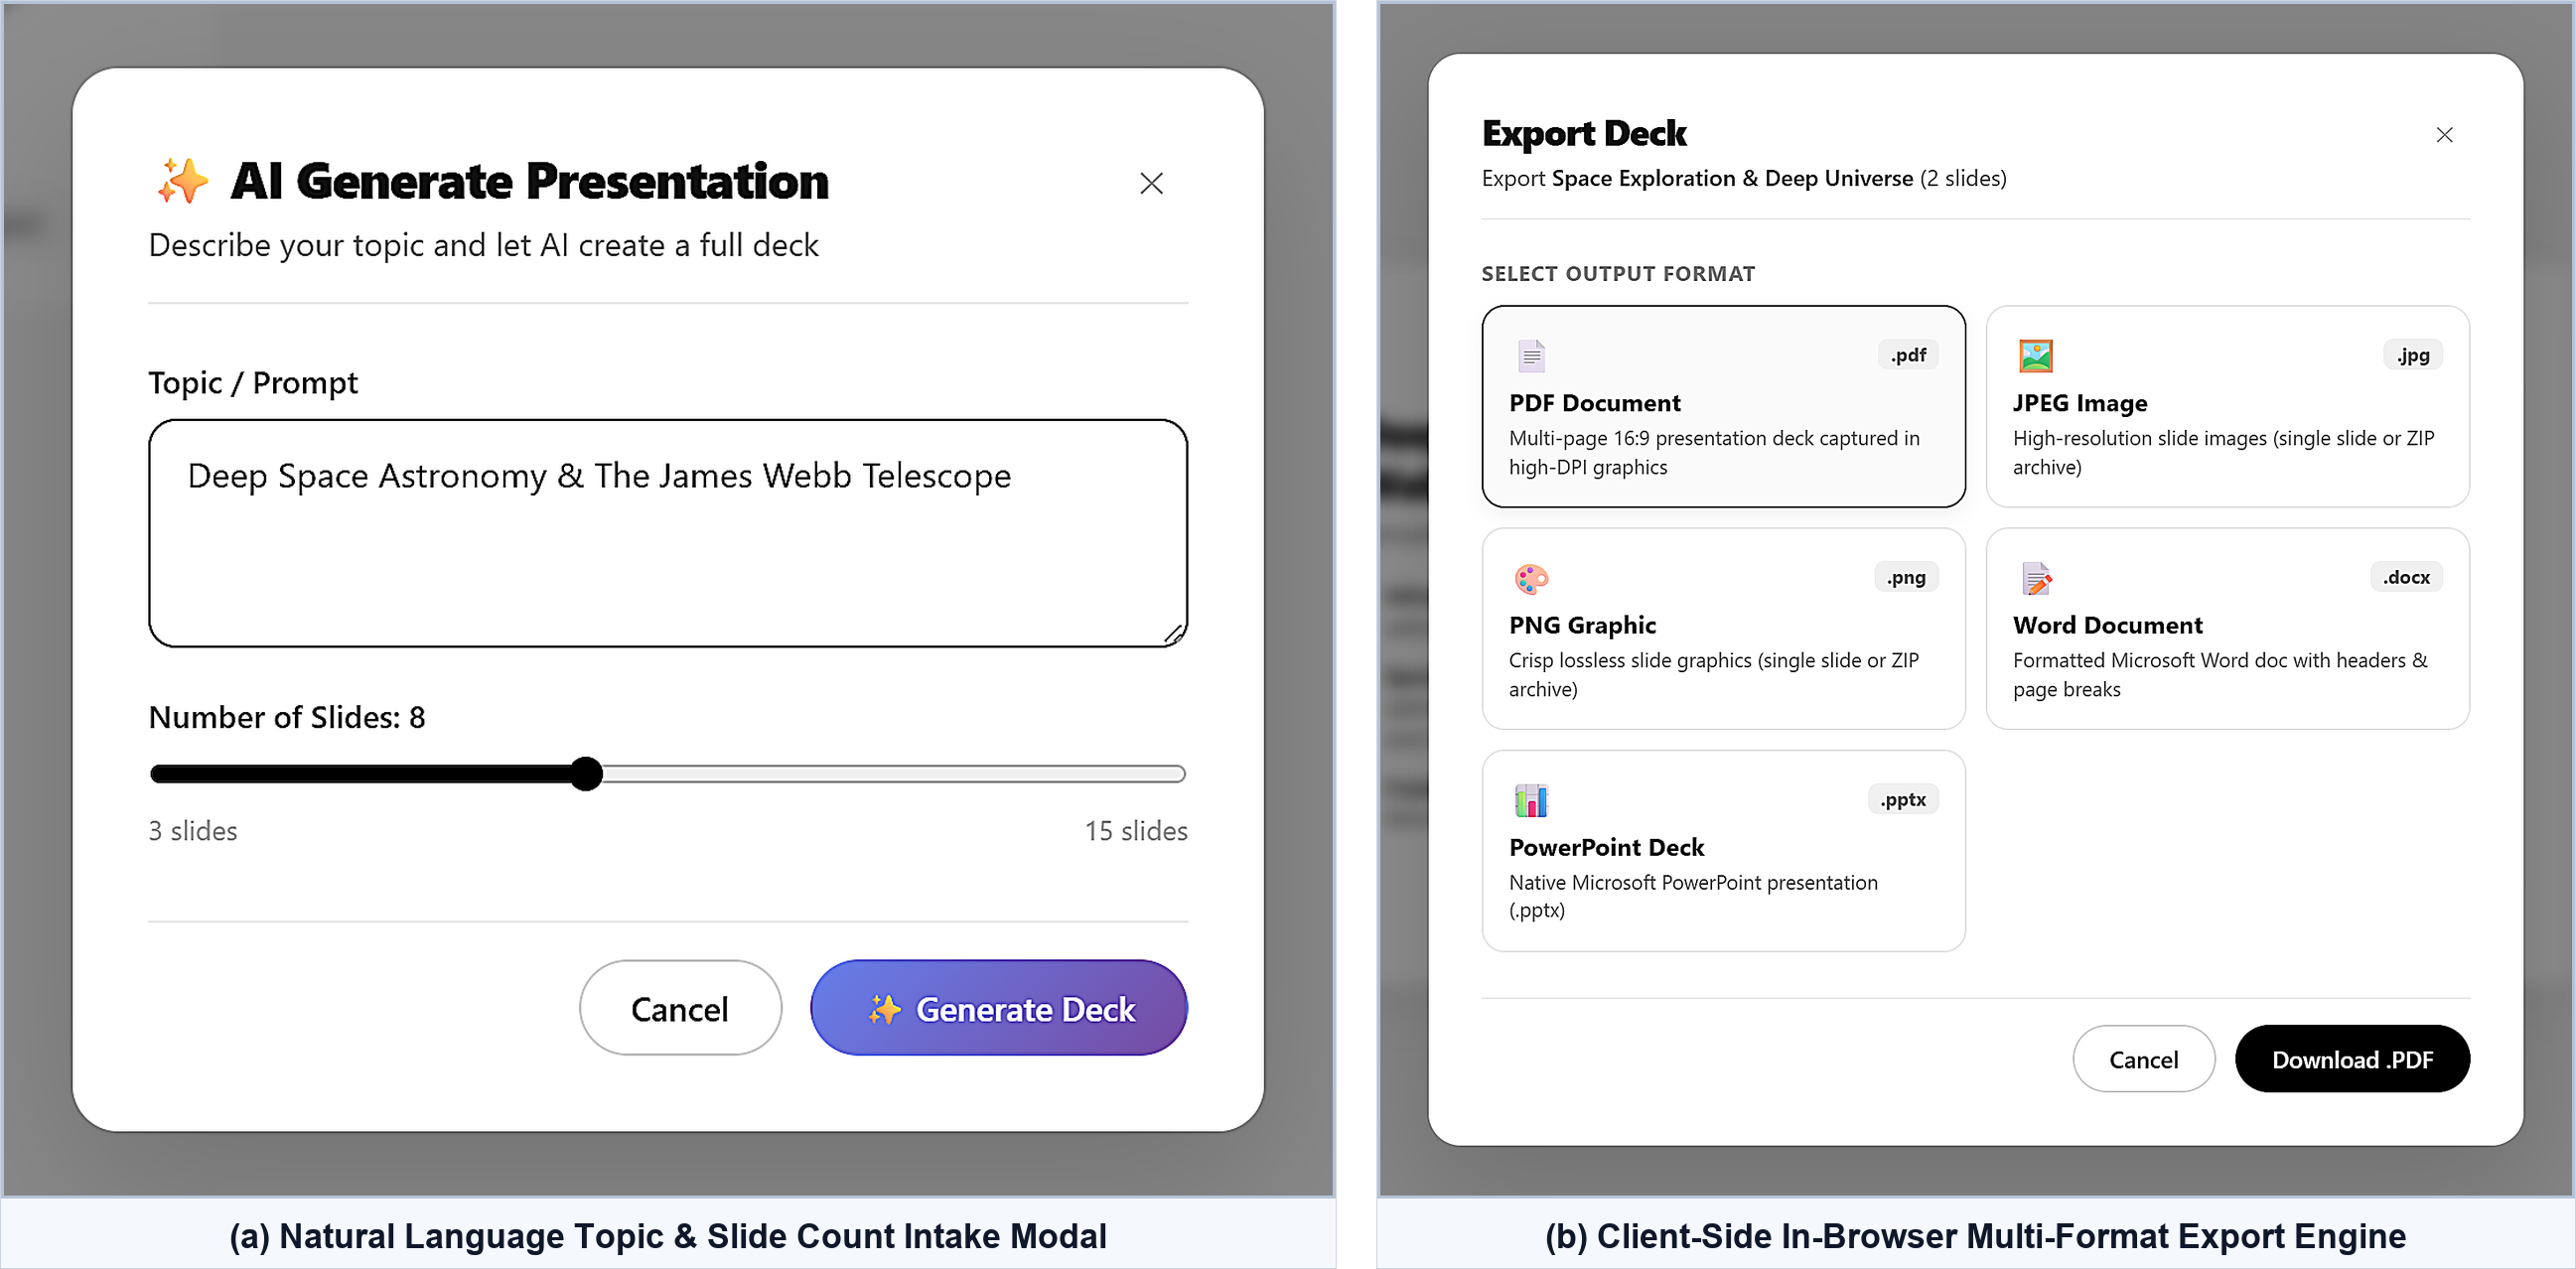 ✨ AI Generate Presentation
Describe your topic and let AI create a full deck
Topic / Prompt
Deep Space Astronomy & The James Webb Telescope
Number of Slides: 8
3 slides
15 slides
Cancel
✨ Generate Deck
(a) Natural Language Topic & Slide Count Intake Modal
Export Deck
Export Space Exploration & Deep Universe (2 slides)
SELECT OUTPUT FORMAT
.pdf
PDF Document
Multi-page 16:9 presentation deck captured in
high-DPI graphics
.jpg
JPEG Image
High-resolution slide images (single slide or ZIP
archive)
.png
PNG Graphic
Crisp lossless slide graphics (single slide or ZIP
archive)
.docx
Word Document
Formatted Microsoft Word doc with headers &
page breaks
.pptx
PowerPoint Deck
Native Microsoft PowerPoint presentation
(.pptx)
Cancel
Download .PDF
(b) Client-Side In-Browser Multi-Format Export Engine